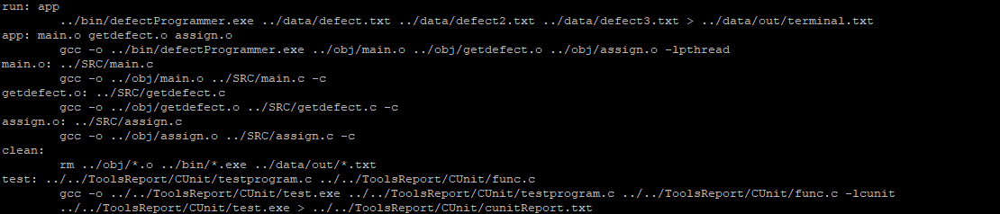 run: app
        ../bin/defectProgrammer.exe ../data/defect.txt ../data/defect2.txt ../data/defect3.txt > ../data/out/terminal.txt
app: main.o getdefect.o assign.o
        gcc -o ../bin/defectProgrammer.exe ../obj/main.o ../obj/getdefect.o ../obj/assign.o -lpthread
main.o: ../SRC/main.c
        gcc -o ../obj/main.o ../SRC/main.c -c
getdefect.o: ../SRC/getdefect.c
        gcc -o ../obj/getdefect.o ../SRC/getdefect.c -c
assign.o: ../SRC/assign.c
        gcc -o ../obj/assign.o ../SRC/assign.c -c
clean:
        rm ../obj/*.o ../bin/*.exe ../data/out/*.txt
test: ../../ToolsReport/CUnit/testprogram.c ../../ToolsReport/CUnit/func.c
        gcc -o ../../ToolsReport/CUnit/test.exe ../../ToolsReport/CUnit/testprogram.c ../../ToolsReport/CUnit/func.c -lcunit
        ../../ToolsReport/CUnit/test.exe > ../../ToolsReport/CUnit/cunitReport.txt